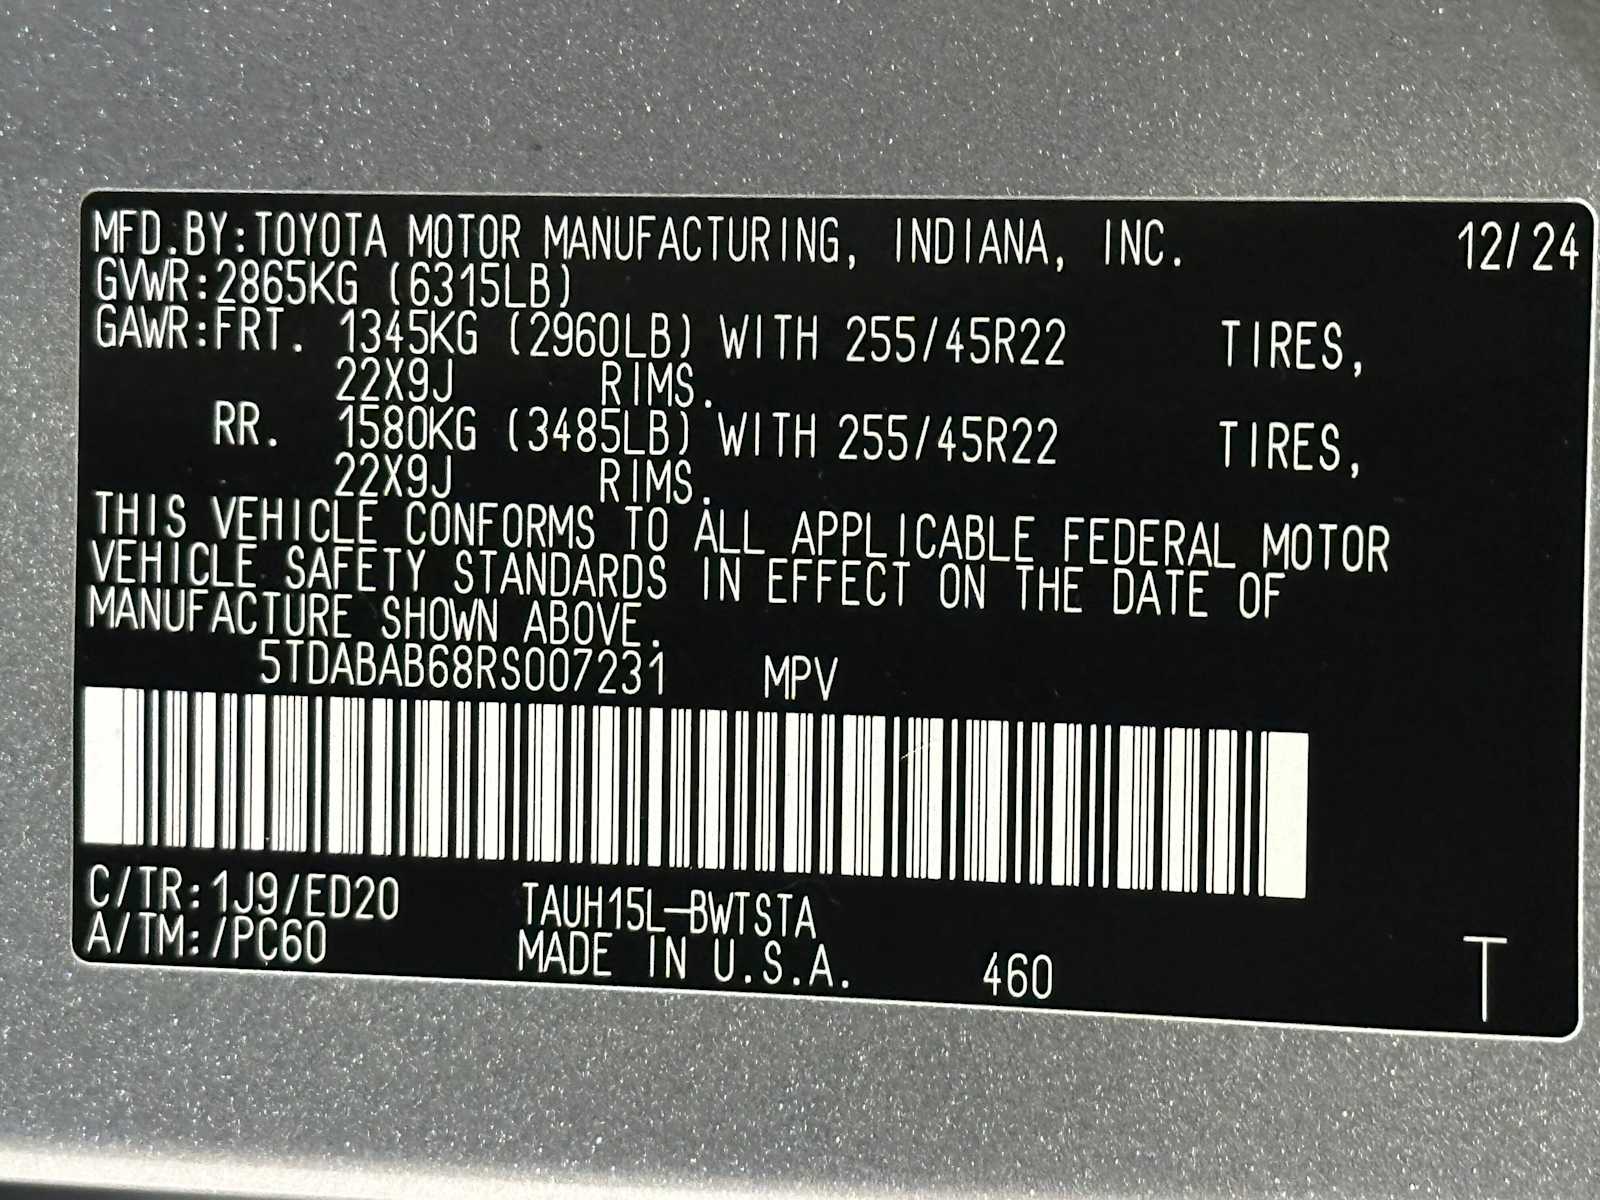 MFD.BY:TOYOTA MOTOR MANUFACTURING, INDIANA, INC. 12/24
GVWR:2865KG (6315LB)
GAWR:FRT. 1345KG (2960LB) WITH 255/45R22 TIRES,
22X9J RIMS.
RR. 1580KG (3485LB) WITH 255/45R22 TIRES,
22X9J RIMS.
THIS VEHICLE CONFORMS TO ALL APPLICABLE FEDERAL MOTOR
VEHICLE SAFETY STANDARDS IN EFFECT ON THE DATE OF
MANUFACTURE SHOWN ABOVE.
5TDABAB68RS007231 MPV
C/TR:1J9/ED20 TAUH15L-BWTSTA
A/TM:/PC60 MADE IN U.S.A. 460 T